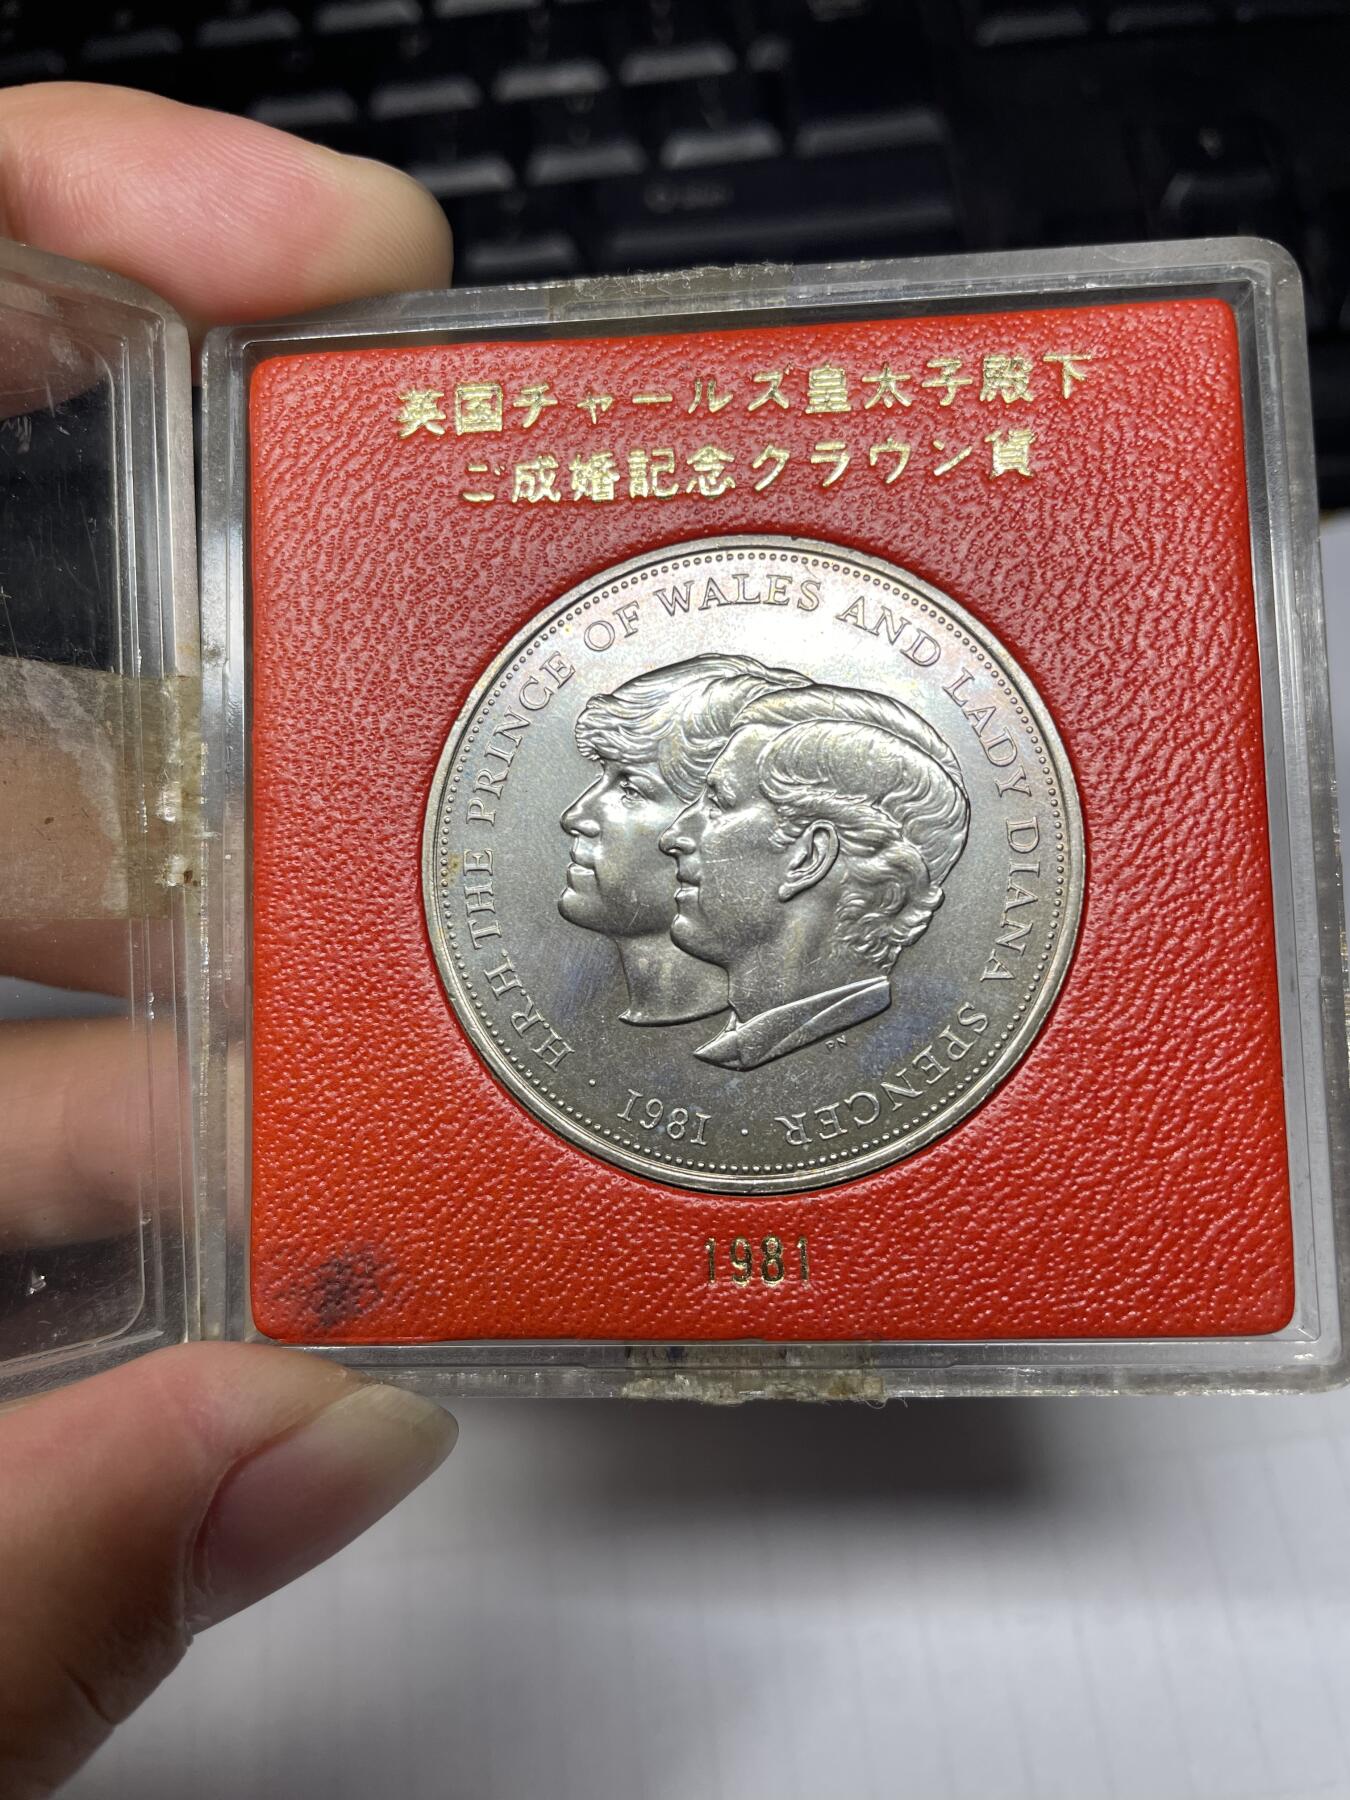 英国チャールズ皇太子殿下
ご成婚記念クラウン貨
H.R.H. THE PRINCE OF WALES AND LADY DIANA SPENCER · 1981 ·
PN
1981